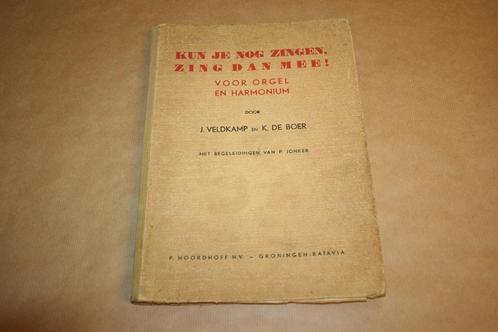 KUN JE NOG ZINGEN,
ZING DAN MEE!
VOOR ORGEL
EN HARMONIUM
DOOR
J. VELDKAMP EN K. DE BOER
MET BEGELEIDINGEN VAN P. JONKER
P. NOORDHOFF N.V. – GRONINGEN-BATAVIA